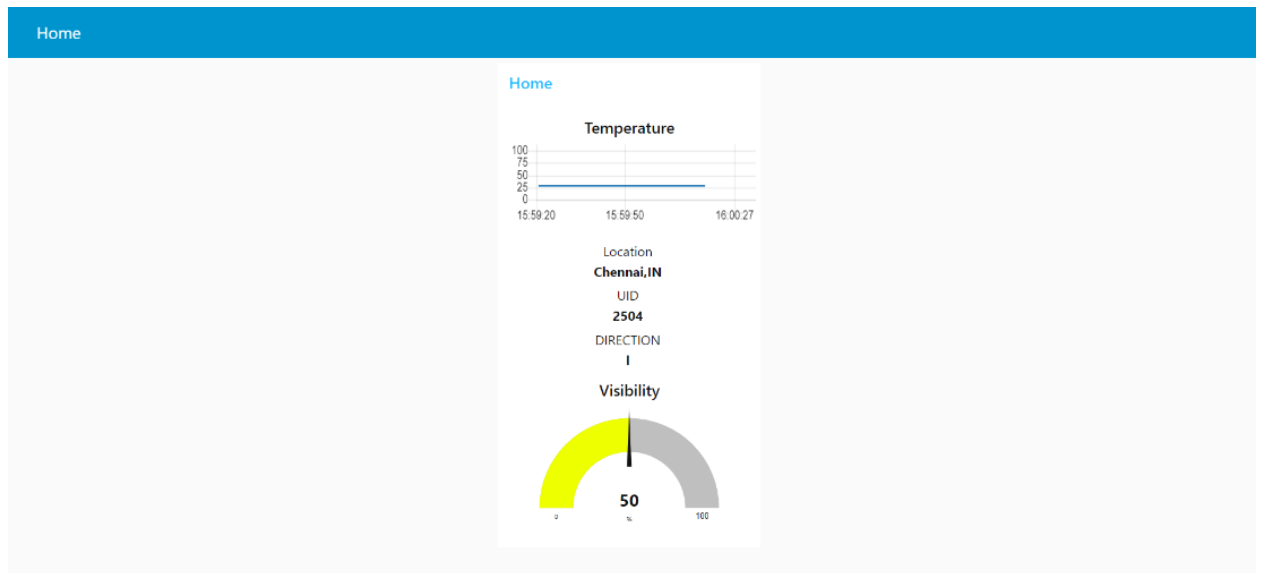 Home
Home
Temperature
100
75
50
25
0
15:59:20 15:59:50 16:00:27
Location
Chennai,IN
UID
2504
DIRECTION
I
Visibility
50
0 % 100